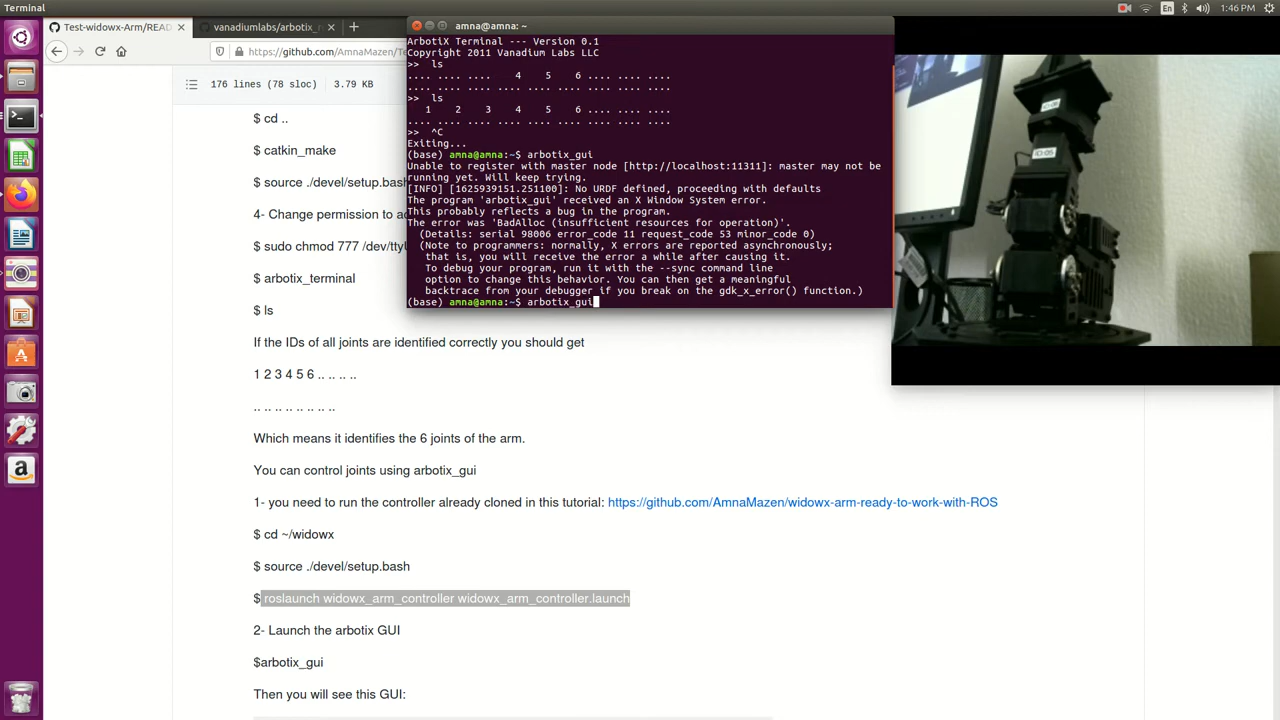 Terminal
En
1:46 PM
Test-widowx-Arm/READ
vanadiumlabs/arbotix_r
amna@amna: ~
https://github.com/AmnaMazen/Te
176 lines (78 sloc)
3.79 KB
ArbotiX Terminal --- Version 0.1
Copyright 2011 Vanadium Labs LLC
>> ls
.... .... .... 4 5 6 .... .... ....
.... .... .... .... .... .... .... .... ....
>> ls
1 2 3 4 5 6 .... .... ....
.... .... .... .... .... .... .... .... ....
>> ^C
Exiting...
(base) amna@amna:~$ arbotix_gui
Unable to register with master node [http://localhost:11311]: master may not be
running yet. Will keep trying.
[INFO] [1625939151.251100]: No URDF defined, proceeding with defaults
The program 'arbotix_gui' received an X Window System error.
This probably reflects a bug in the program.
The error was 'BadAlloc (insufficient resources for operation)'.
(Details: serial 98006 error_code 11 request_code 53 minor_code 0)
(Note to programmers: normally, X errors are reported asynchronously;
that is, you will receive the error a while after causing it.
To debug your program, run it with the --sync command line
option to change this behavior. You can then get a meaningful
backtrace from your debugger if you break on the gdk_x_error() function.)
(base) amna@amna:~$ arbotix_gui
$ cd ..
$ catkin_make
$ source ./devel/setup.bash
4- Change permission to ac
$ sudo chmod 777 /dev/ttyU
$ arbotix_terminal
$ ls
If the IDs of all joints are identified correctly you should get
1 2 3 4 5 6 .. .. .. ..
.. .. .. .. .. .. .. ..
Which means it identifies the 6 joints of the arm.
You can control joints using arbotix_gui
1- you need to run the controller already cloned in this tutorial: https://github.com/AmnaMazen/widowx-arm-ready-to-work-with-ROS
$ cd ~/widowx
$ source ./devel/setup.bash
$ roslaunch widowx_arm_controller widowx_arm_controller.launch
2- Launch the arbotix GUI
$arbotix_gui
Then you will see this GUI: